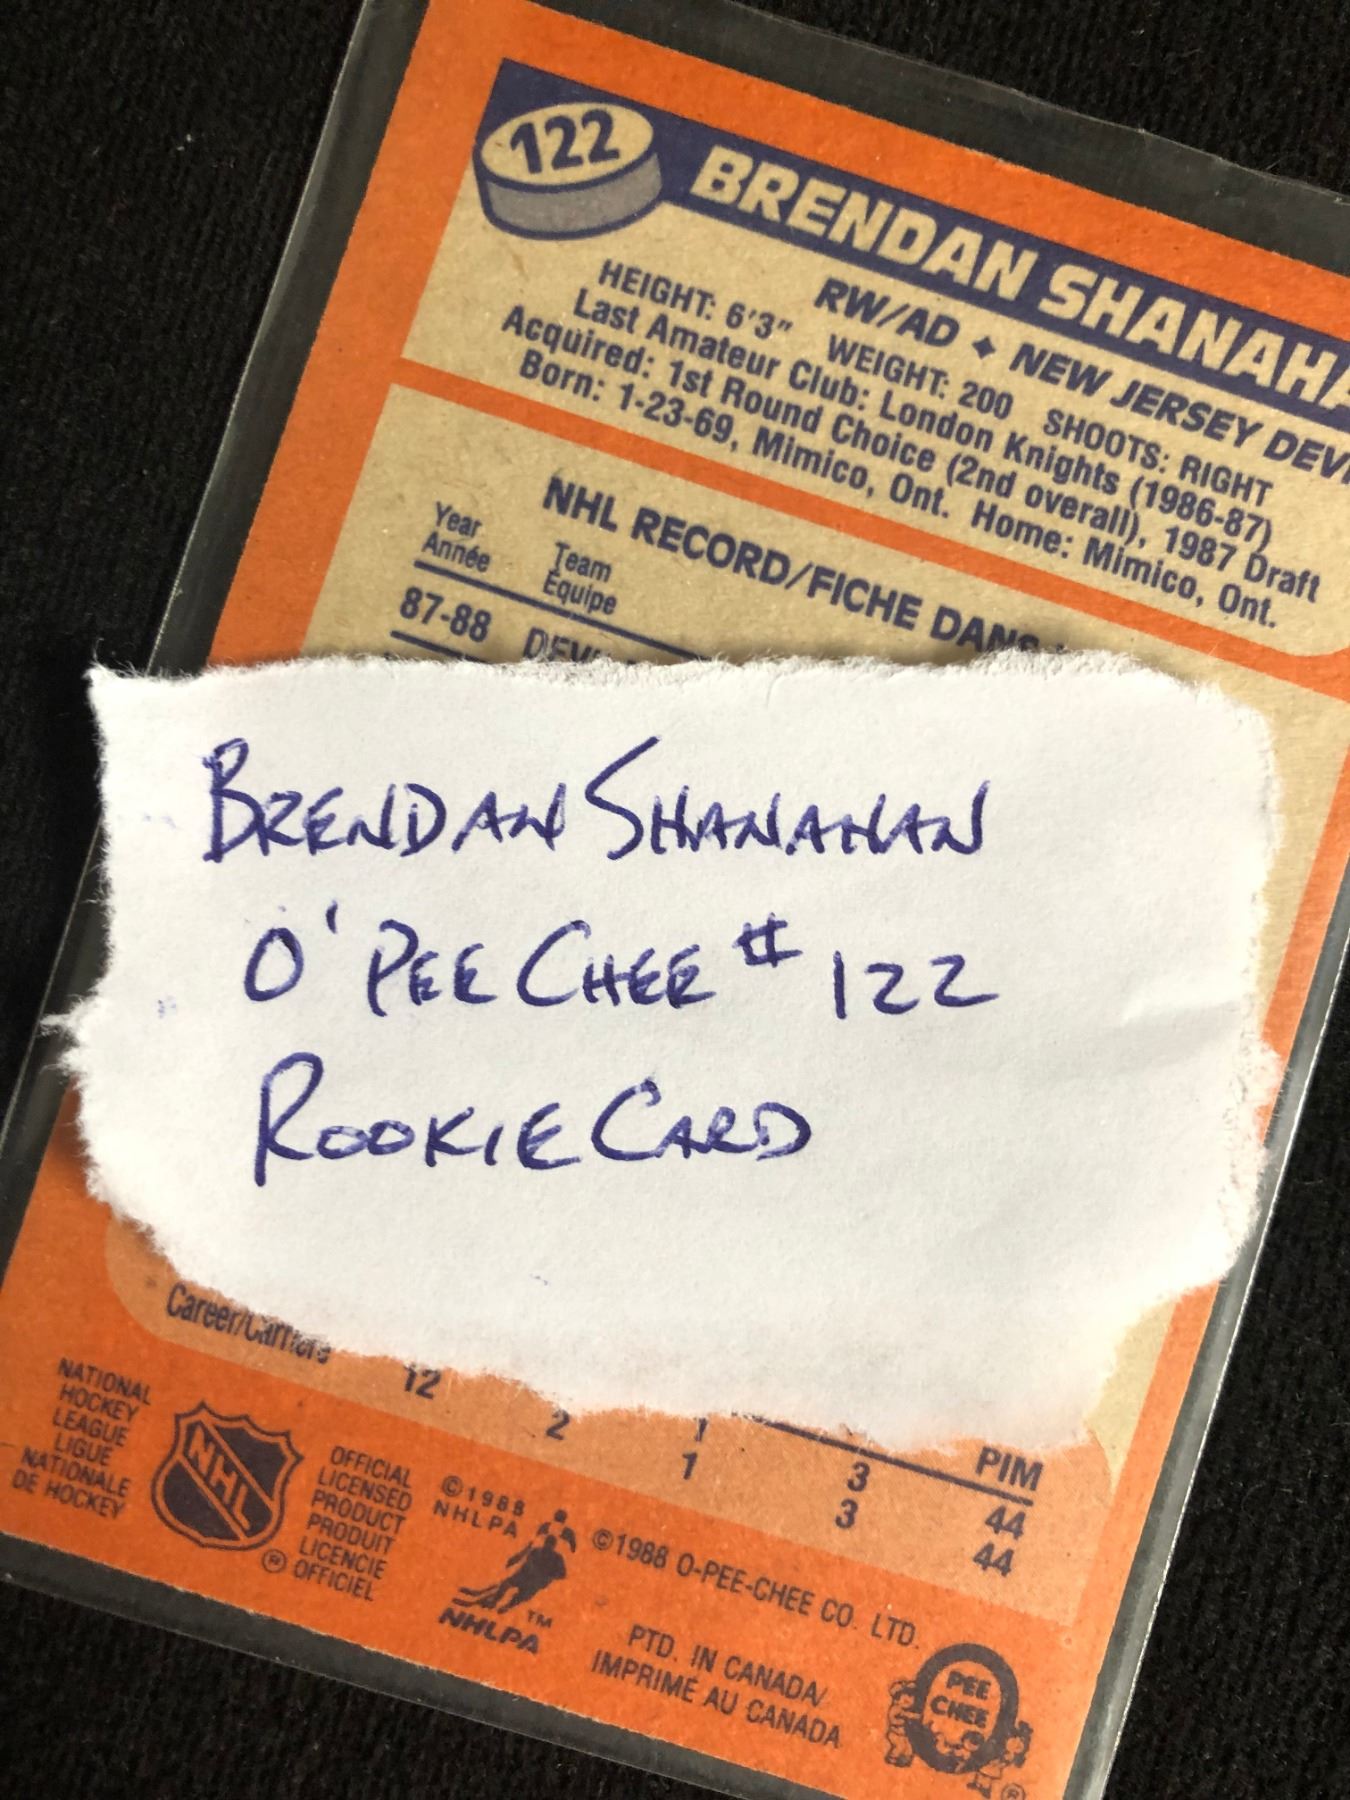 122
BRENDAN SHANAHA
RW/AD ✦ NEW JERSEY DEVI
HEIGHT: 6'3" WEIGHT: 200 SHOOTS: RIGHT
Last Amateur Club: London Knights (1986-87)
Acquired: 1st Round Choice (2nd overall), 1987 Draft
Born: 1-23-69, Mimico, Ont. Home: Mimico, Ont.
NHL RECORD/FICHE DANS
Year Team
Année Équipe
87-88 DEVI
BRENDAN SHANAHAN
O'PEE CHEE # 122
ROOKIE CARD
PIM
3 44
Career/Carrière 12 2 1 3 44
NATIONAL
HOCKEY
LEAGUE
LIGUE
NATIONALE
DE HOCKEY
NHL
®
OFFICIAL
LICENSED
PRODUCT
PRODUIT
LICENCIE
OFFICIEL
©1988
NHLPA
NHLPA
™
©1988 O-PEE-CHEE CO. LTD.
PTD. IN CANADA/
IMPRIMÉ AU CANADA
PEE
CHEE
®